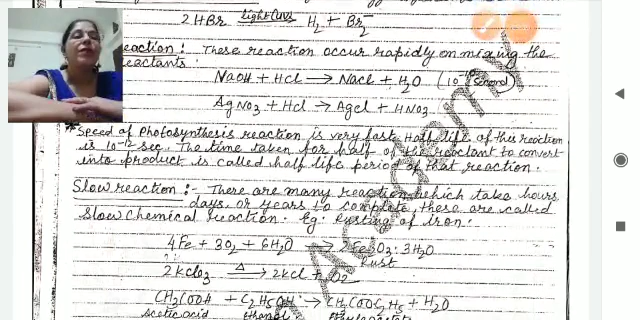 2HBr Light(UV) H2 + Br2
eaction :- These reaction occur rapidly on mixing the
reactants.
NaOH + HCl → NaCl + H2O (10⁻⁸ Second)
AgNO3 + HCl → AgCl + HNO3
*Speed of Photosynthesis reaction is very fast. Half life of this reaction
is 10⁻¹² sec. The time taken for half of the reactant to convert
into product is called half life period of that reaction.
Slow reaction :- There are many reaction which take hours
days, or years to complete, these are called
Slow Chemical reaction. Eg: Rusting of iron.
4Fe + 3O2 + 6H2O → 2Fe2O3·3H2O
Rust
2KClO3 Δ→ 2KCl + O2
CH3COOH + C2H5OH → CH3COOC2H5 + H2O
Acetic acid Ethanol